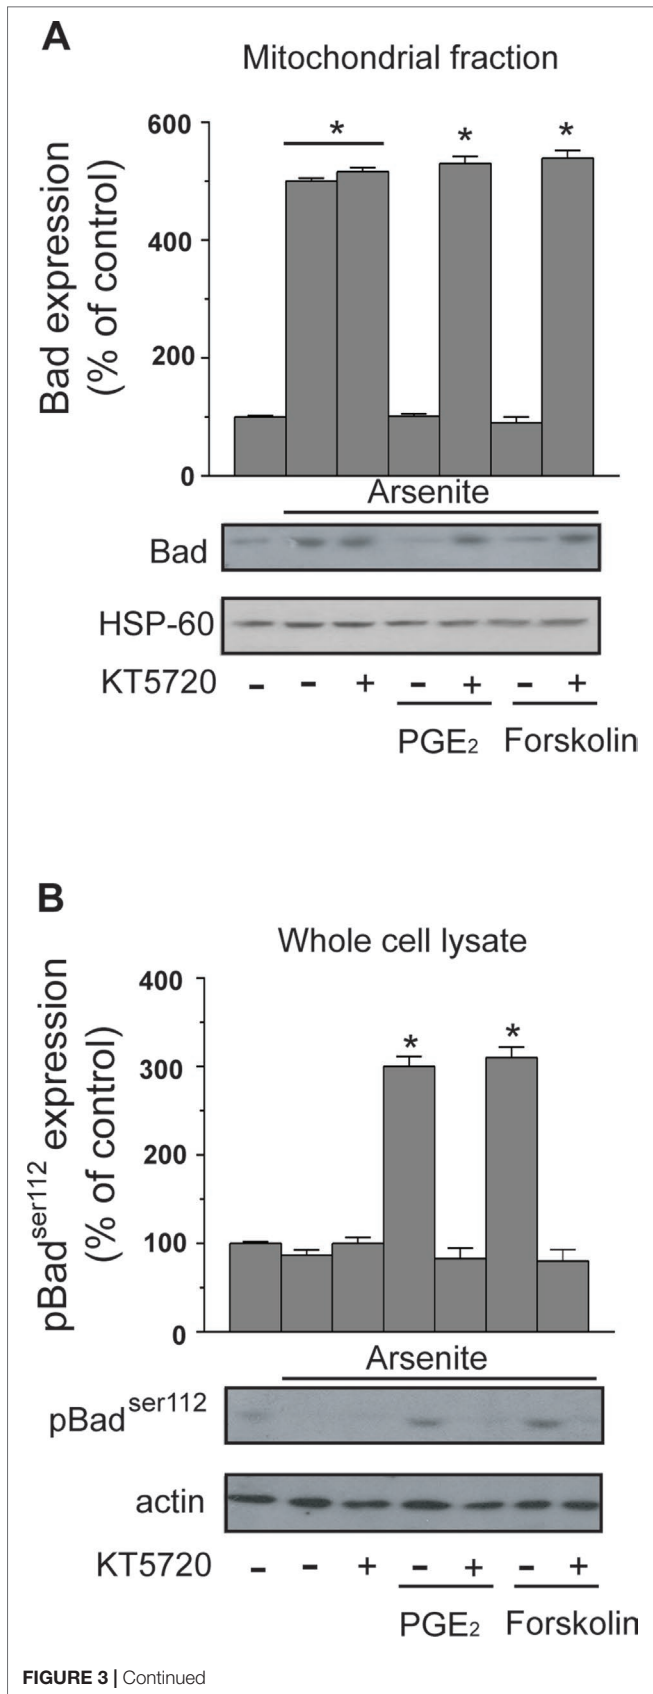 A
Mitochondrial fraction
Bad expression
(% of control)
600
400
200
0
* * *
Arsenite
Bad
HSP-60
KT5720 - - + - + - +
PGE2 Forskolin
B
Whole cell lysate
pBadser112 expression
(% of control)
400
300
200
100
0
* *
Arsenite
pBadser112
actin
KT5720 - - + - + - +
PGE2 Forskolin
FIGURE 3 | Continued